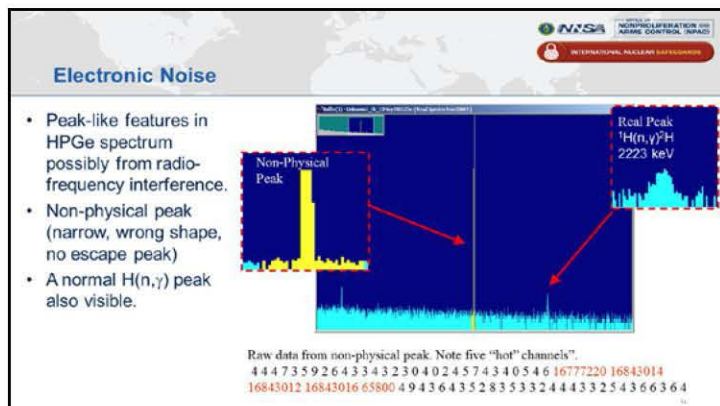 OFFICE OF
NNSA NONPROLIFERATION AND
ARMS CONTROL (NPAC)
INTERNATIONAL NUCLEAR SAFEGUARDS
Electronic Noise
• Peak-like features in
HPGe spectrum
possibly from radio-
frequency interference.
• Non-physical peak
(narrow, wrong shape,
no escape peak)
• A normal H(n,γ) peak
also visible.
Non-Physical
Peak
Real Peak
¹H(n,γ)²H
2223 keV
Raw data from non-physical peak. Note five "hot" channels".
4 4 4 7 3 5 9 2 6 4 3 3 4 3 2 3 0 4 0 2 4 5 7 4 3 4 0 5 4 6 16777220 16843014
16843012 16843016 65800 4 9 4 3 6 4 3 5 2 8 3 5 3 3 2 4 4 4 3 3 2 5 4 3 6 6 3 6 4